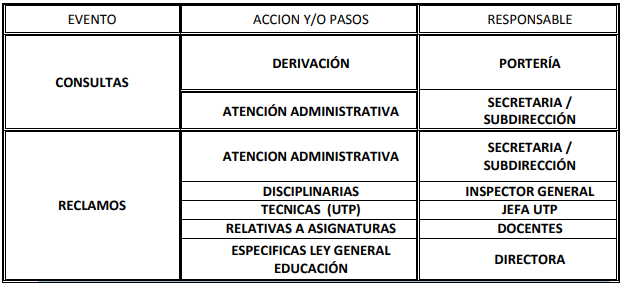 EVENTO ACCION Y/O PASOS RESPONSABLE
CONSULTAS
DERIVACIÓN PORTERÍA
ATENCIÓN ADMINISTRATIVA
SECRETARIA /
SUBDIRECCIÓN
RECLAMOS
ATENCION ADMINISTRATIVA
SECRETARIA /
SUBDIRECCIÓN
DISCIPLINARIAS INSPECTOR GENERAL
TECNICAS (UTP) JEFA UTP
RELATIVAS A ASIGNATURAS DOCENTES
ESPECIFICAS LEY GENERAL
EDUCACIÓN
DIRECTORA